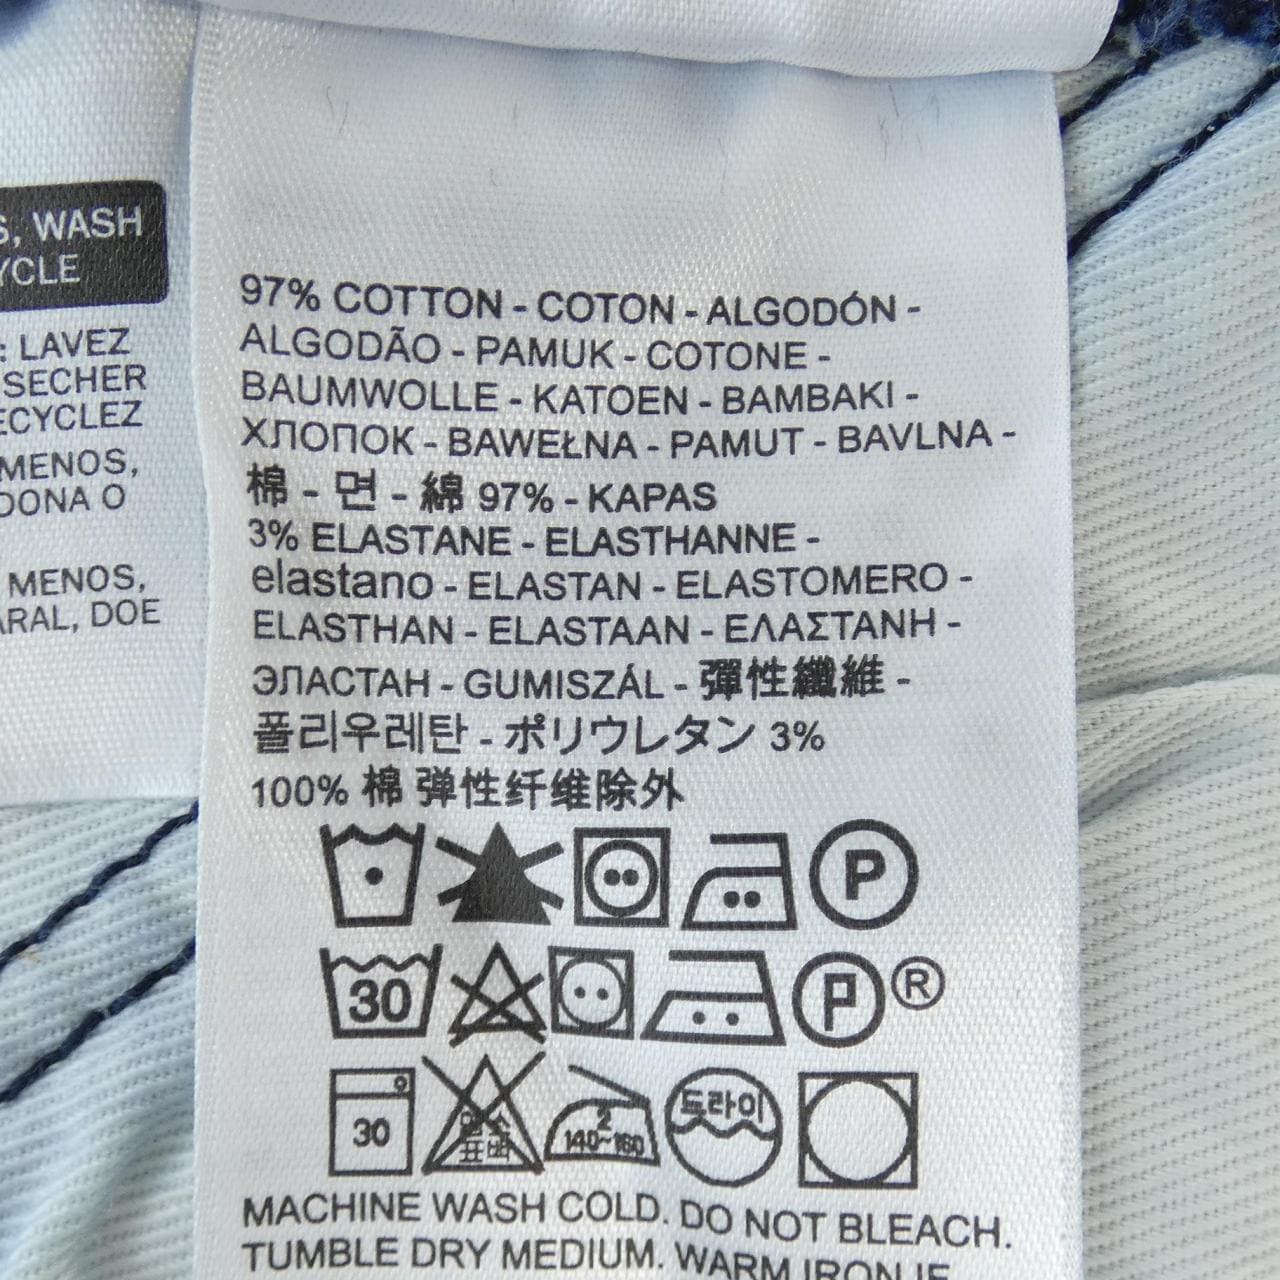 S, WASH
YCLE
: LAVEZ
SECHER
ECYCLEZ
MENOS,
DONA O
MENOS,
ARAL, DOE
97% COTTON - COTON - ALGODÓN -
ALGODÃO - PAMUK - COTONE -
BAUMWOLLE - KATOEN - BAMBAKI -
ХЛОПОК - BAWEŁNA - PAMUT - BAVLNA -
棉 - 면 - 綿 97% - KAPAS
3% ELASTANE - ELASTHANNE -
elastano - ELASTAN - ELASTOMERO -
ELASTHAN - ELASTAAN - ΕΛΑΣΤΑΝΗ -
ЭЛАСТАН - GUMISZÁL - 彈性纖維 -
폴리우레탄 - ポリウレタン 3%
100% 棉 弹性纤维除外
P
30 P ®
30 염소표백 2 140~160 드라이
MACHINE WASH COLD. DO NOT BLEACH.
TUMBLE DRY MEDIUM. WARM IRON IF